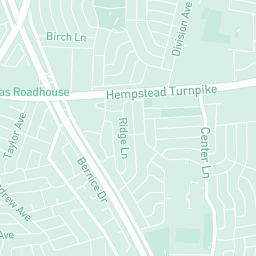 Birch Ln
Division Ave
Hempstead Turnpike
as Roadhouse
Taylor Ave
Ridge Ln
Center Ln
Bernice Dr
drew Ave
Ave